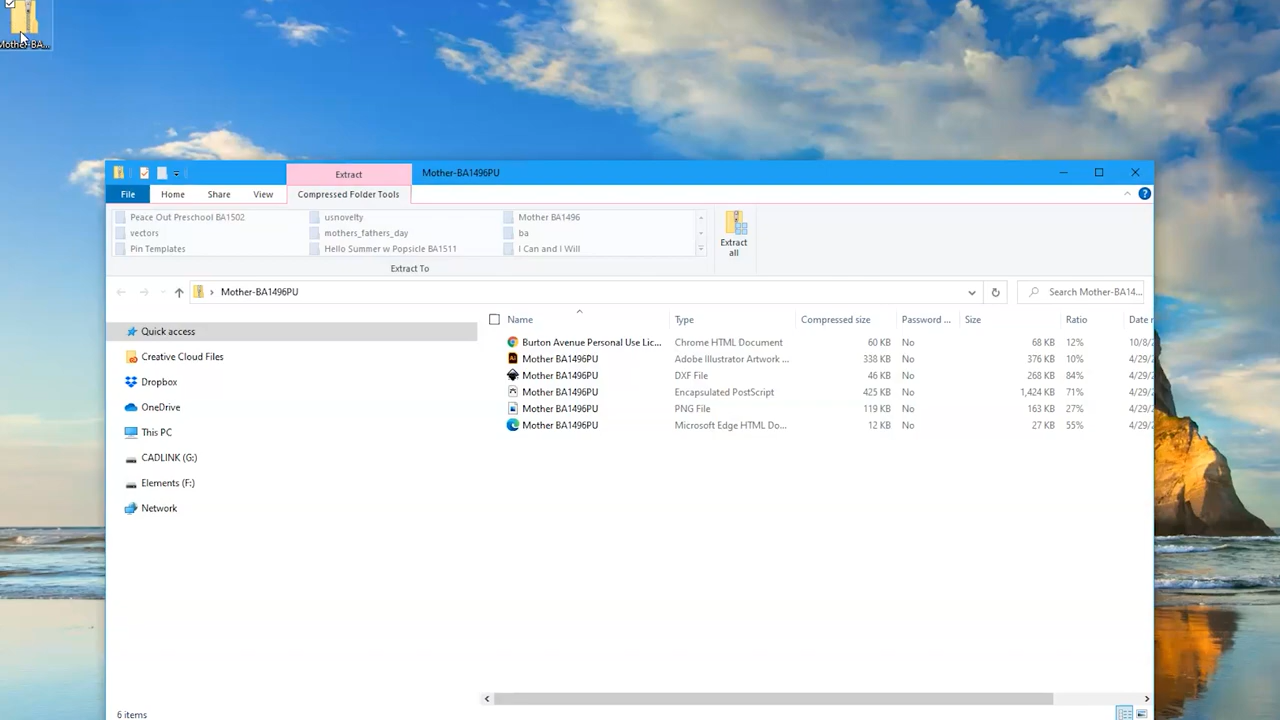 Mother-BA...
Extract
Mother-BA1496PU
File
Home
Share
View
Compressed Folder Tools
Peace Out Preschool BA1502
usnovelty
Mother BA1496
vectors
mothers_fathers_day
ba
Pin Templates
Hello Summer w Popsicle BA1511
I Can and I Will
Extract all
Extract To
Mother-BA1496PU
Search Mother-BA14...
Quick access
Creative Cloud Files
Dropbox
OneDrive
This PC
CADLINK (G:)
Elements (F:)
Network
Name Type Compressed size Password ... Size Ratio Date
Burton Avenue Personal Use Lic... Chrome HTML Document 60 KB No 68 KB 12% 10/8/
Mother BA1496PU Adobe Illustrator Artwork ... 338 KB No 376 KB 10% 4/29/
Mother BA1496PU DXF File 46 KB No 268 KB 84% 4/29/
Mother BA1496PU Encapsulated PostScript 425 KB No 1,424 KB 71% 4/29/
Mother BA1496PU PNG File 119 KB No 163 KB 27% 4/29/
Mother BA1496PU Microsoft Edge HTML Do... 12 KB No 27 KB 55% 4/29/
6 items